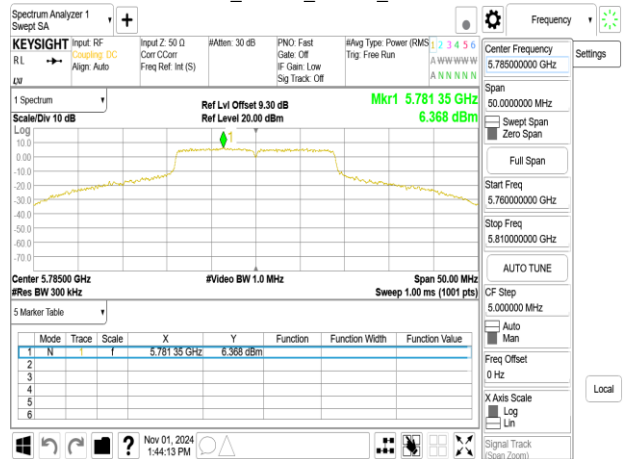 Spectrum Analyzer 1
Swept SA
+
Frequency
KEYSIGHT
Input: RF
Coupling: DC
Align: Auto
Input Z: 50 Ω
Corr CCorr
Freq Ref: Int (S)
#Atten: 30 dB
PNO: Fast
Gate: Off
IF Gain: Low
Sig Track: Off
#Avg Type: Power (RMS
Trig: Free Run
1 2 3 4 5 6
A W W W W W
A N N N N N
RL
LXI
1 Spectrum
Scale/Div 10 dB
Ref Lvl Offset 9.30 dB
Ref Level 20.00 dBm
Mkr1 5.781 35 GHz
6.368 dBm
Log
10.0
0.00
-10.0
-20.0
-30.0
-40.0
-50.0
-60.0
-70.0
1
Center 5.78500 GHz
#Video BW 1.0 MHz
Span 50.00 MHz
#Res BW 300 kHz
Sweep 1.00 ms (1001 pts)
5 Marker Table
Mode Trace Scale X Y Function Function Width Function Value
1 N 1 f 5.781 35 GHz 6.368 dBm
2
3
4
5
6
Nov 01, 2024
1:44:13 PM
?
Center Frequency
5.785000000 GHz
Settings
Span
50.0000000 MHz
Swept Span
Zero Span
Full Span
Start Freq
5.760000000 GHz
Stop Freq
5.810000000 GHz
AUTO TUNE
CF Step
5.000000 MHz
Auto
Man
Freq Offset
0 Hz
X Axis Scale
Log
Lin
Local
Signal Track
(Span Zoom)